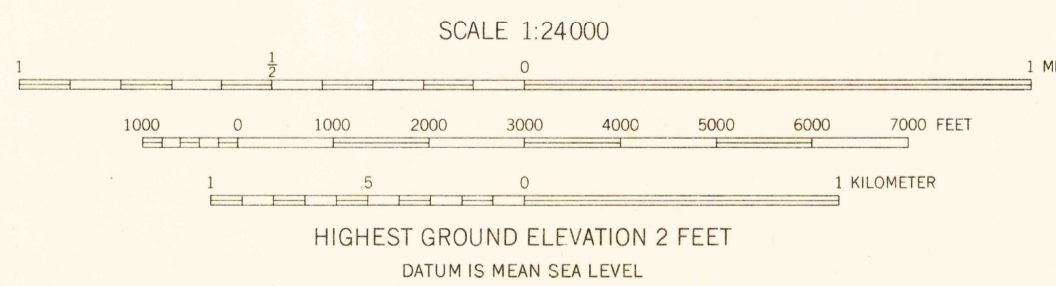 SCALE 1:24000
1 ½ 0 1
1000 0 1000 2000 3000 4000 5000 6000 7000 FEET
1 .5 0 1 KILOMETER
HIGHEST GROUND ELEVATION 2 FEET
DATUM IS MEAN SEA LEVEL